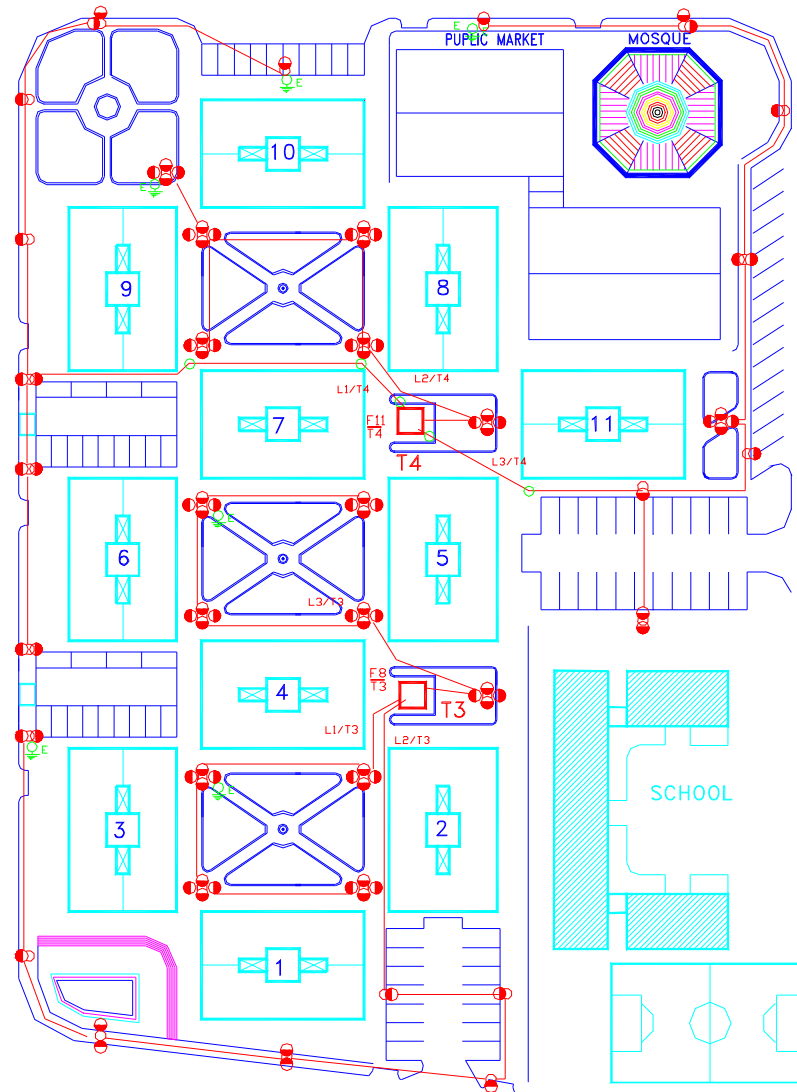 E
PUPLIC MARKET
MOSQUE
E
10
E
9
8
L2/T4
L1/T4
7
F11
T4
11
T4
L3/T4
E
6
5
L3/T3
4
F8
T3
T3
L1/T3
L2/T3
E
E
3
2
SCHOOL
1